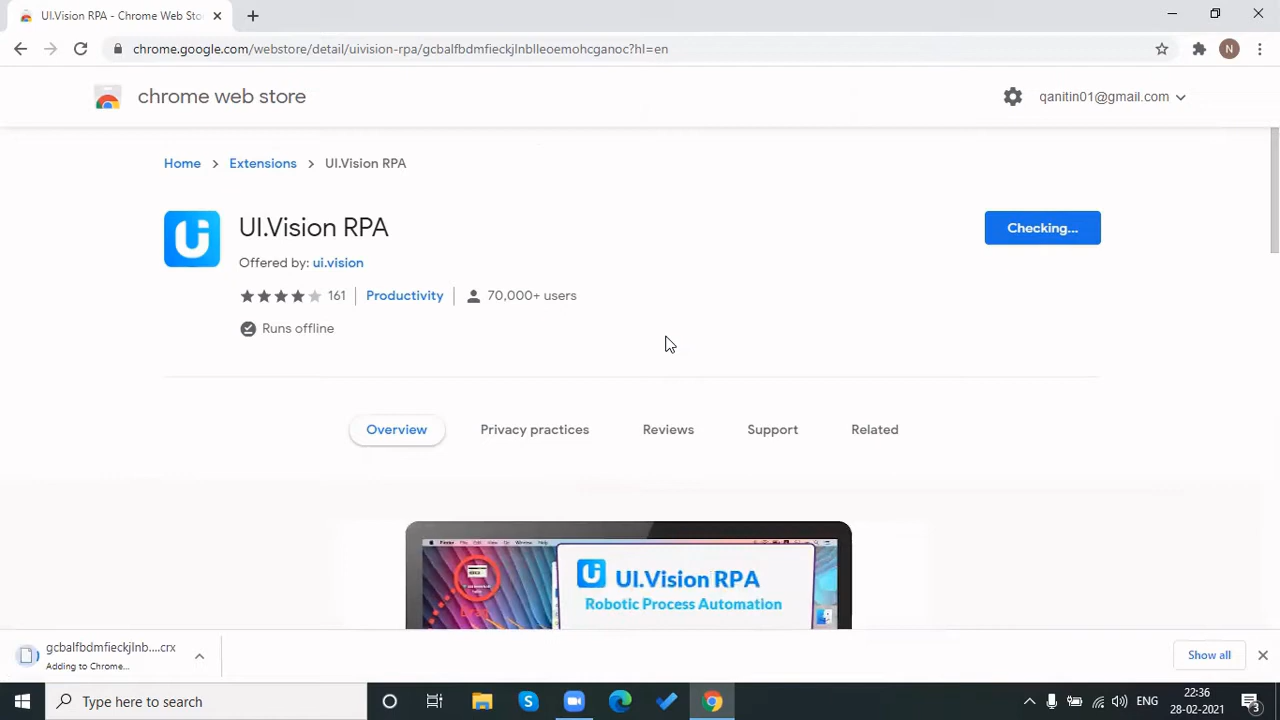 UI.Vision RPA - Chrome Web Sto
chrome.google.com/webstore/detail/uivision-rpa/gcbalfbdmfieckjlnblleoemohcganoc?hl=en
N
chrome web store
qanitin01@gmail.com
Home
Extensions
UI.Vision RPA
UI.Vision RPA
Checking...
Offered by: ui.vision
161
Productivity
70,000+ users
Runs offline
Overview
Privacy practices
Reviews
Support
Related
UI.Vision RPA
Robotic Process Automation
gcbalfbdmfieckjlnb....crx
Adding to Chrome...
Show all
Type here to search
ENG
22:36
28-02-2021
3